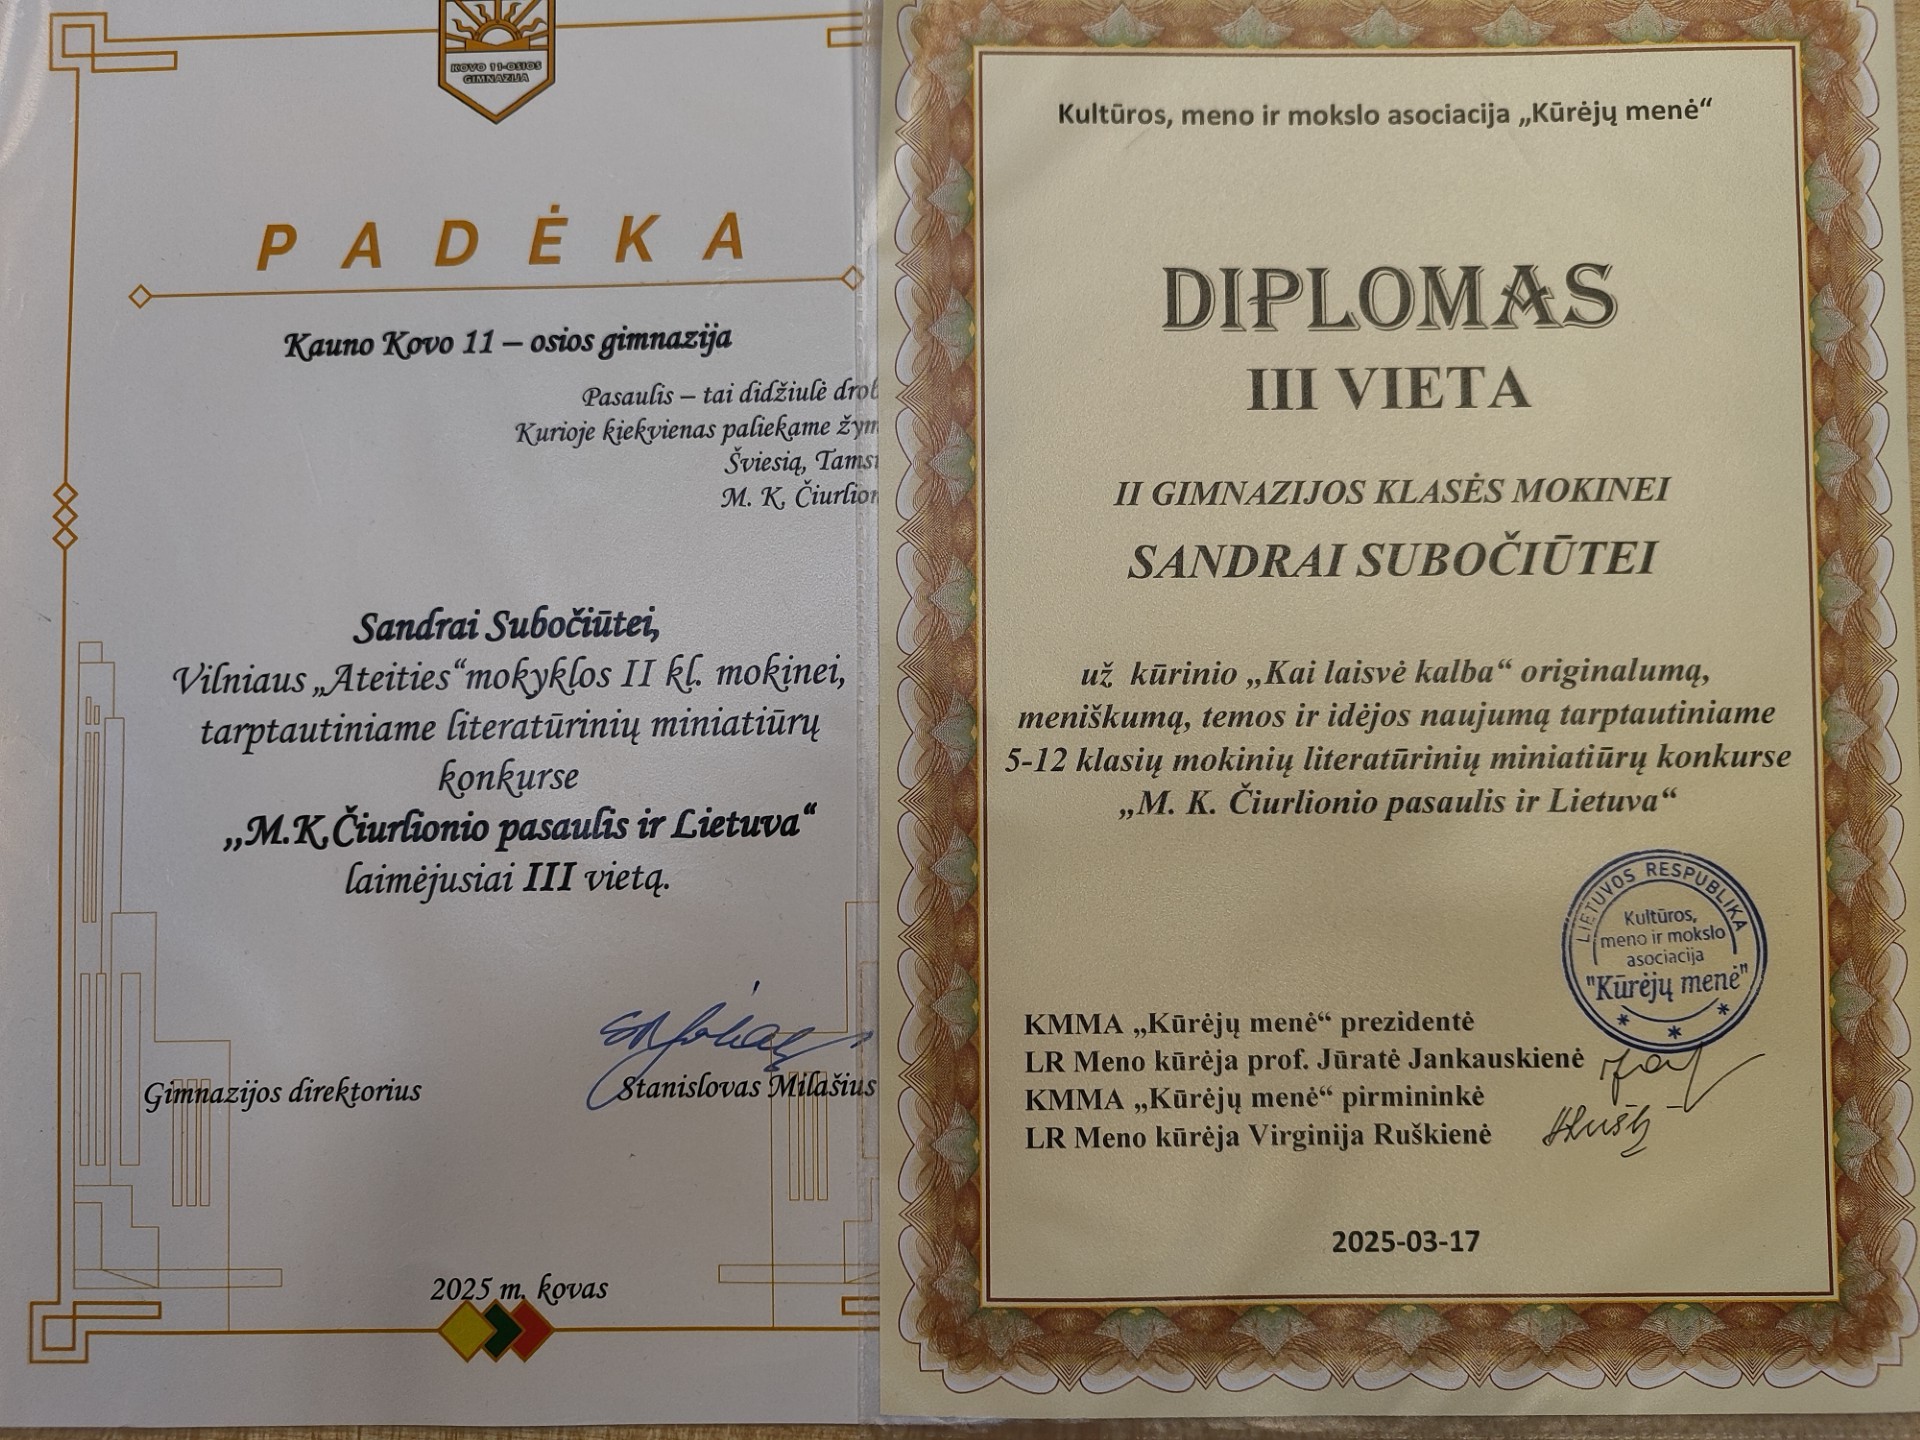 KOVO 11-OSIOS
GIMNAZIJA
PADĖKA
Kauno Kovo 11 – osios gimnazija
Pasaulis – tai didžiulė
Kurioje kiekvienas paliekame
Šviesią,
M. K.
Sandrai Subočiūtei,
Vilniaus „Ateities“ mokyklos II kl. mokinei,
tarptautiniame literatūrinių miniatiūrų
konkurse
„M.K.Čiurlionio pasaulis ir Lietuva“
laimėjusiai III vietą.
Gimnazijos direktorius
Stanislovas Milašius
2025 m. kovas
Kultūros, meno ir mokslo asociacija „Kūrėjų menė“
DIPLOMAS
III VIETA
II GIMNAZIJOS KLASĖS MOKINEI
SANDRAI SUBOČIŪTEI
už kūrinio „Kai laisvė kalba“ originalumą,
meniškumą, temos ir idėjos naujumą tarptautiniame
5-12 klasių mokinių literatūrinių miniatiūrų konkurse
„M. K. Čiurlionio pasaulis ir Lietuva“
LIETUVOS RESPUBLIKA
Kultūros,
meno ir mokslo
asociacija
"Kūrėjų menė"
KMMA „Kūrėjų menė“ prezidentė
LR Meno kūrėja prof. Jūratė Jankauskienė
KMMA „Kūrėjų menė“ pirmininkė
LR Meno kūrėja Virginija Ruškienė
2025-03-17